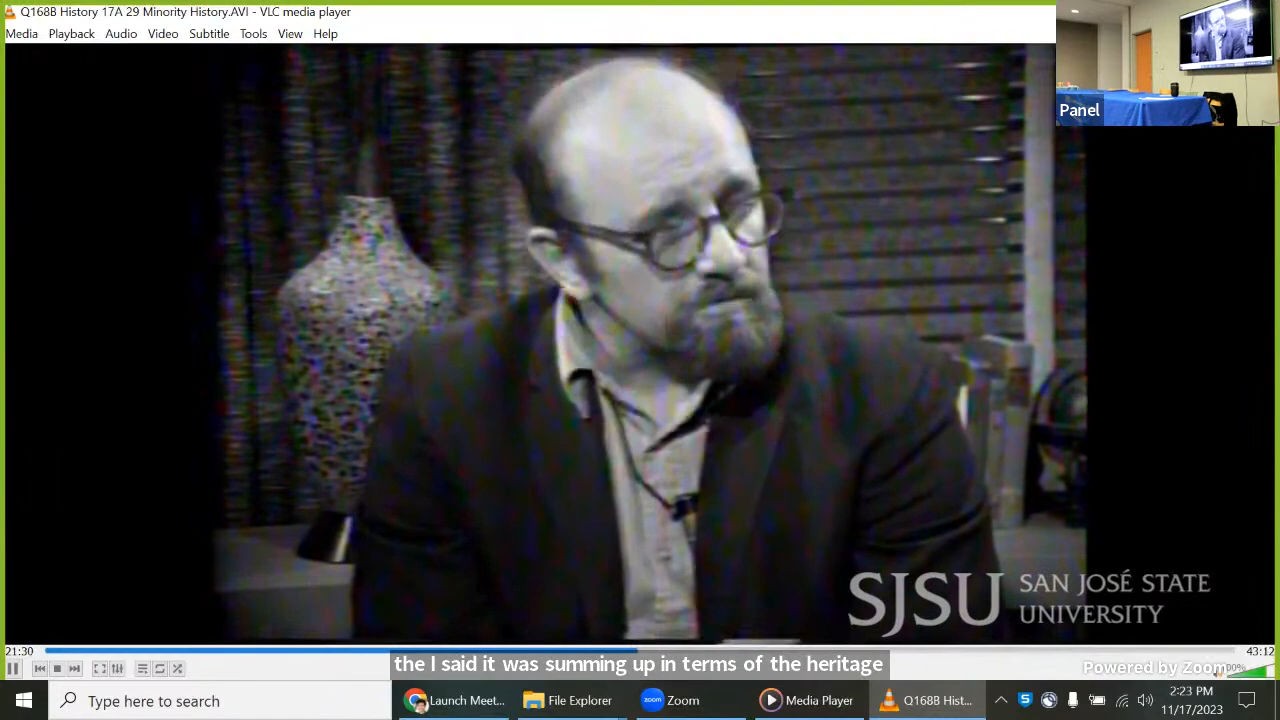 Q168B History 17A 29 Minority History.AVI - VLC media player
Media Playback Audio Video Subtitle Tools View Help
Panel
SJSU SAN JOSÉ STATE
UNIVERSITY
21:30
43:12
the I said it was summing up in terms of the heritage
Powered by Zoom
Type here to search
Launch Meet...
File Explorer
Zoom
Media Player
Q168B Hist...
2:23 PM
11/17/2023